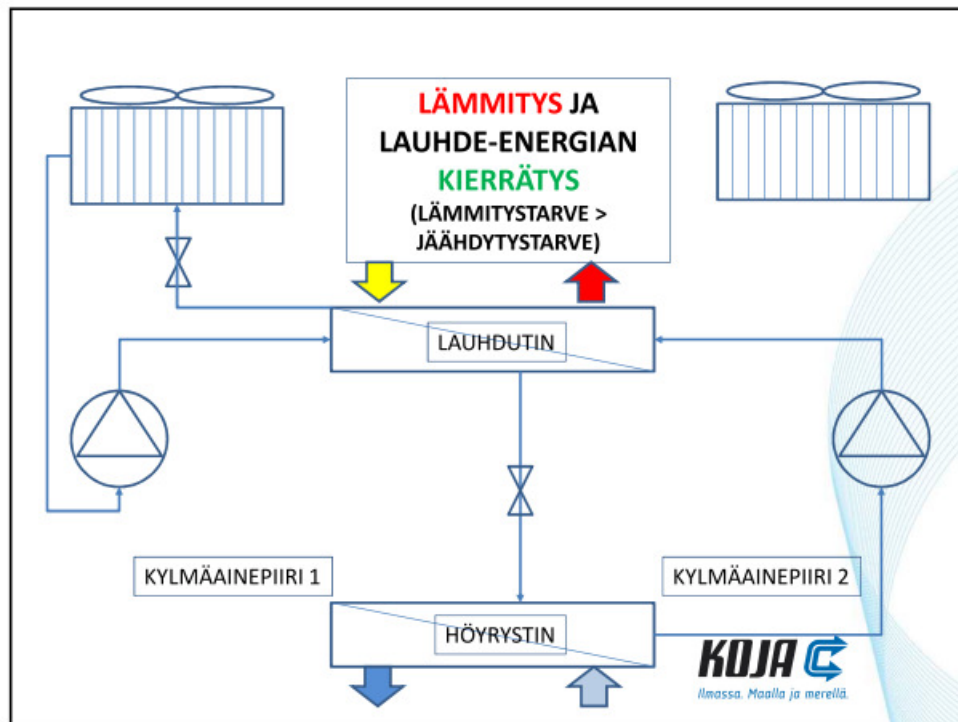 LÄMMITYS JA
LAUHDE-ENERGIAN
KIERRÄTYS
(LÄMMITYSTARVE >
JÄÄHDYTYSTARVE)
LAUHDUTIN
KYLMÄAINEPIIRI 1
KYLMÄAINEPIIRI 2
HÖYRYSTIN
KOJA
Ilmassa. Maalla ja merellä.